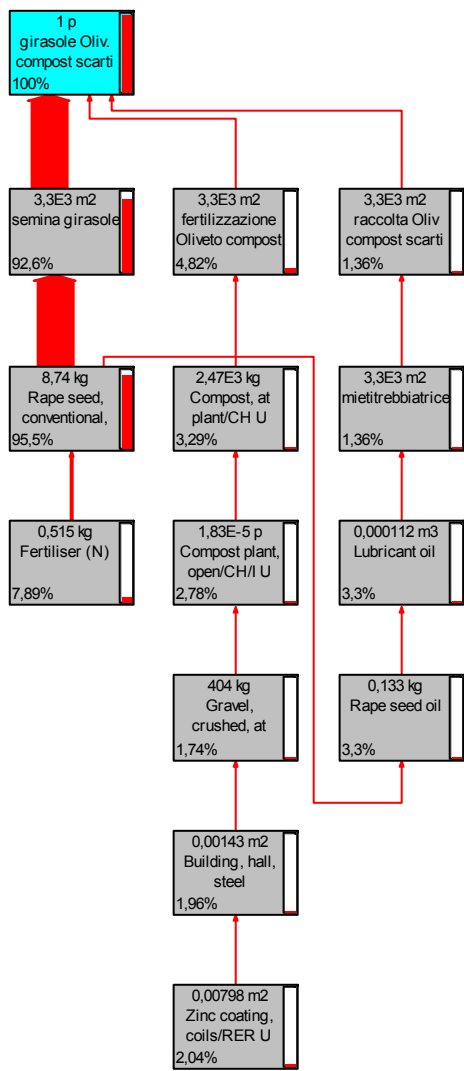 1 p
girasole Oliv.
compost scarti
100%
3,3E3 m2
semina girasole
92,6%
3,3E3 m2
fertilizzazione
Oliveto compost
4,82%
3,3E3 m2
raccolta Oliv
compost scarti
1,36%
8,74 kg
Rape seed,
conventional,
95,5%
2,47E3 kg
Compost, at
plant/CH U
3,29%
3,3E3 m2
mietitrebbiatrice
1,36%
0,515 kg
Fertiliser (N)
7,89%
1,83E-5 p
Compost plant,
open/CH/I U
2,78%
0,000112 m3
Lubricant oil
3,3%
404 kg
Gravel,
crushed, at
1,74%
0,133 kg
Rape seed oil
3,3%
0,00143 m2
Building, hall,
steel
1,96%
0,00798 m2
Zinc coating,
coils/RER U
2,04%